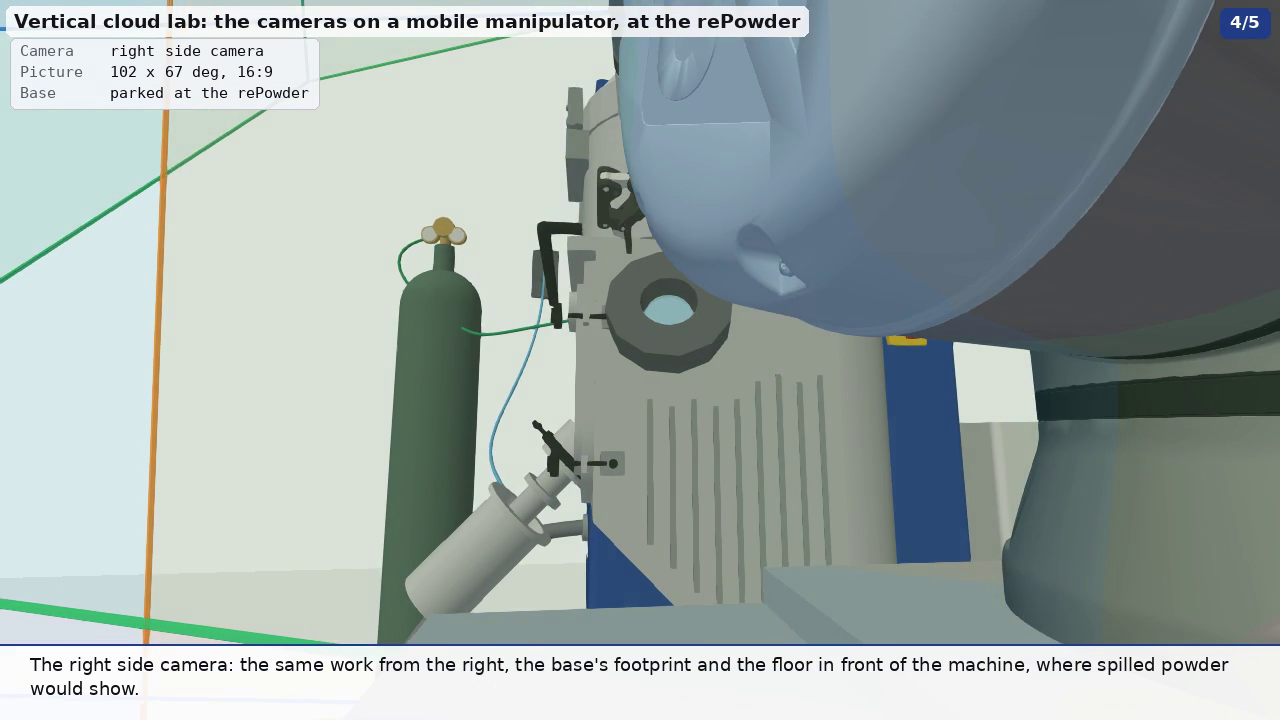 Vertical cloud lab: the cameras on a mobile manipulator, at the rePowder
4/5
Camera right side camera
Picture 102 x 67 deg, 16:9
Base parked at the rePowder
The right side camera: the same work from the right, the base's footprint and the floor in front of the machine, where spilled powder
would show.